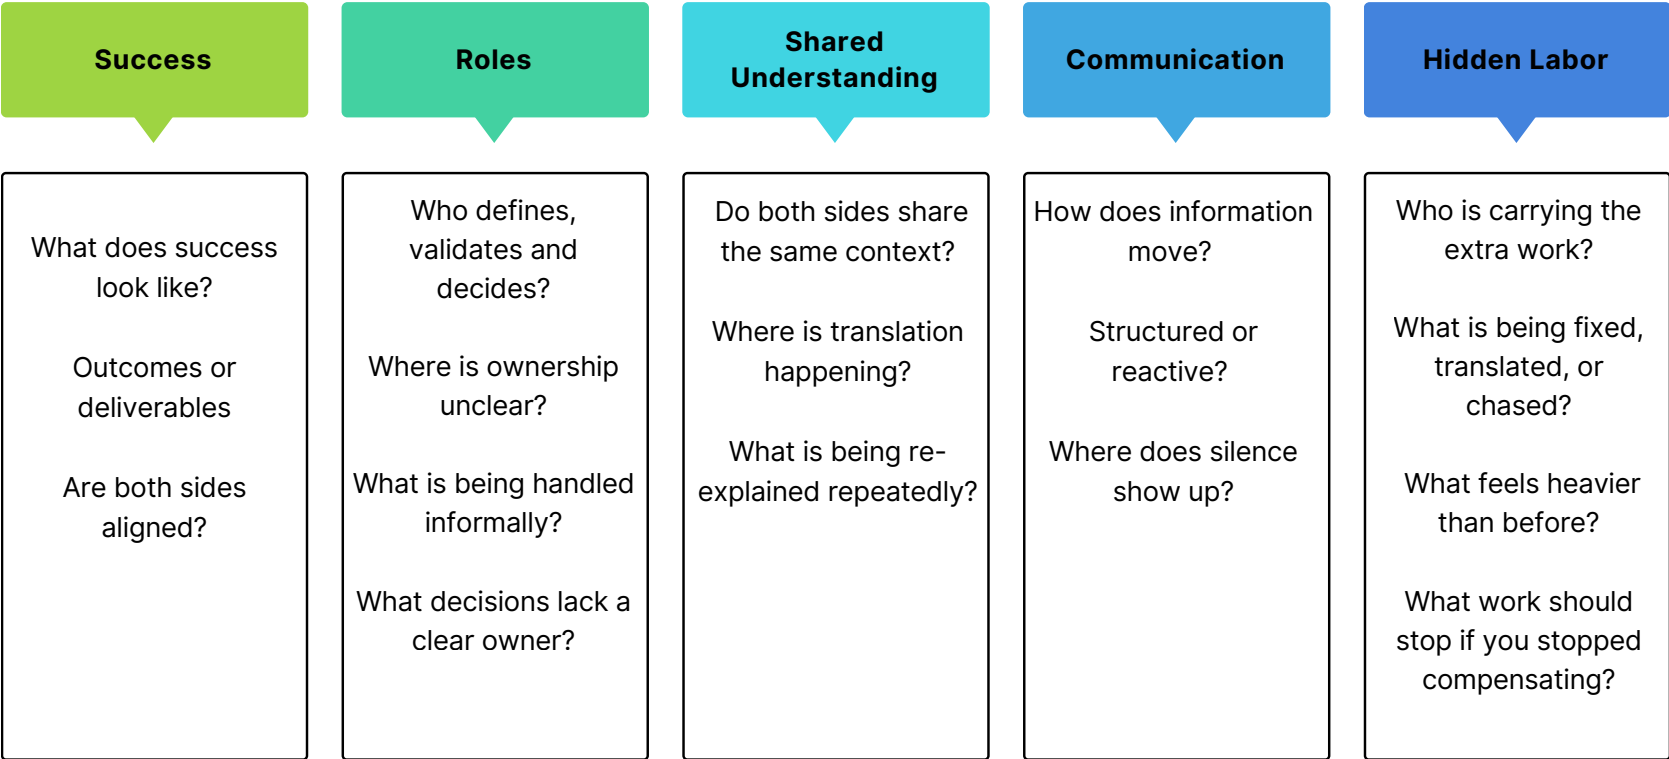 Success
What does success
look like?
Outcomes or
deliverables
Are both sides
aligned?
Roles
Who defines,
validates and
decides?
Where is ownership
unclear?
What is being handled
informally?
What decisions lack a
clear owner?
Shared
Understanding
Do both sides share
the same context?
Where is translation
happening?
What is being re-
explained repeatedly?
Communication
How does information
move?
Structured or
reactive?
Where does silence
show up?
Hidden Labor
Who is carrying the
extra work?
What is being fixed,
translated, or
chased?
What feels heavier
than before?
What work should
stop if you stopped
compensating?